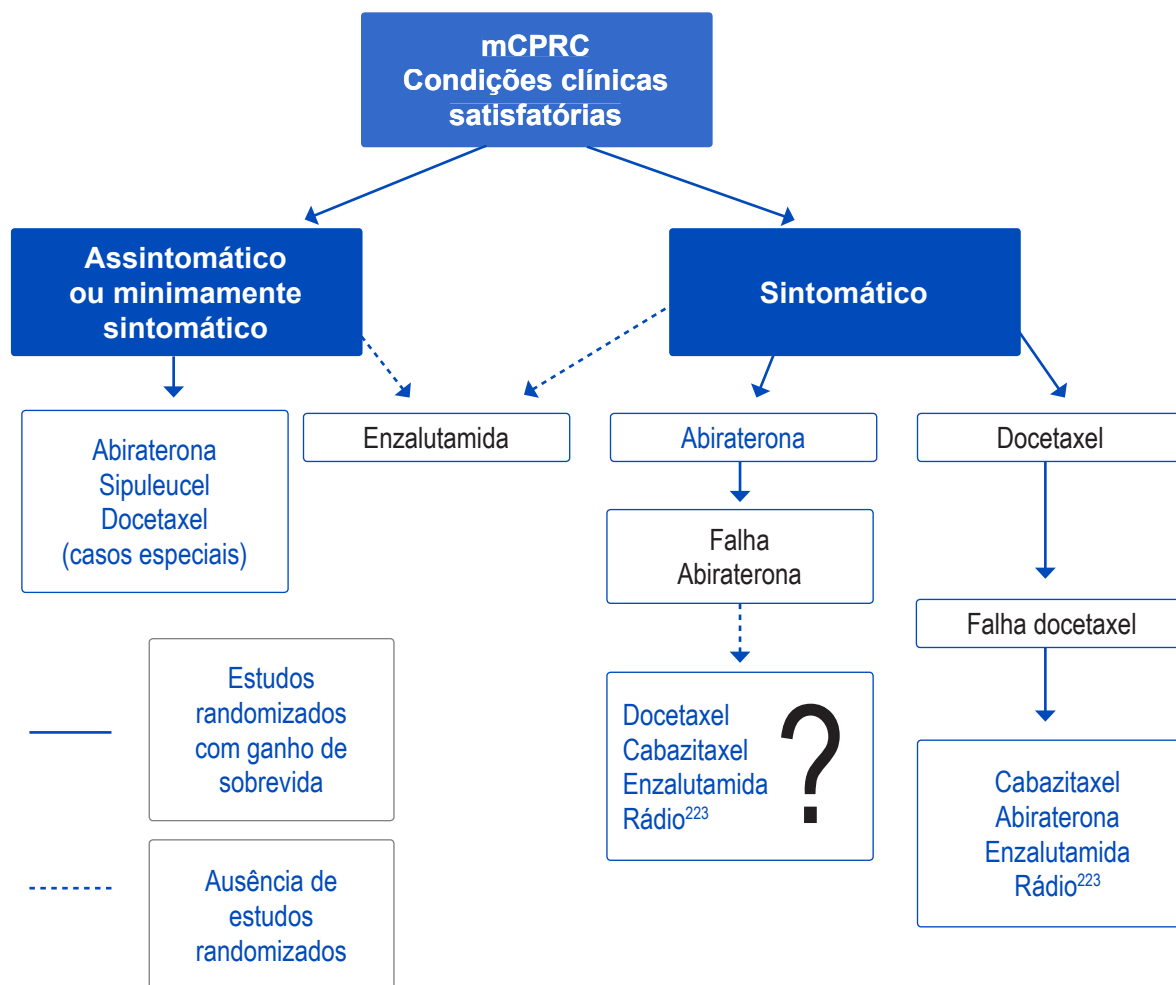 mCPRC
Condições clínicas
satisfatórias
Assintomático
ou minimamente
sintomático
Sintomático
Abiraterona
Sipuleucel
Docetaxel
(casos especiais)
Enzalutamida
Abiraterona
Docetaxel
Falha
Abiraterona
Falha docetaxel
Docetaxel
Cabazitaxel
Enzalutamida
Rádio²²³
?
Cabazitaxel
Abiraterona
Enzalutamida
Rádio²²³
Estudos
randomizados
com ganho de
sobrevida
Ausência de
estudos
randomizados